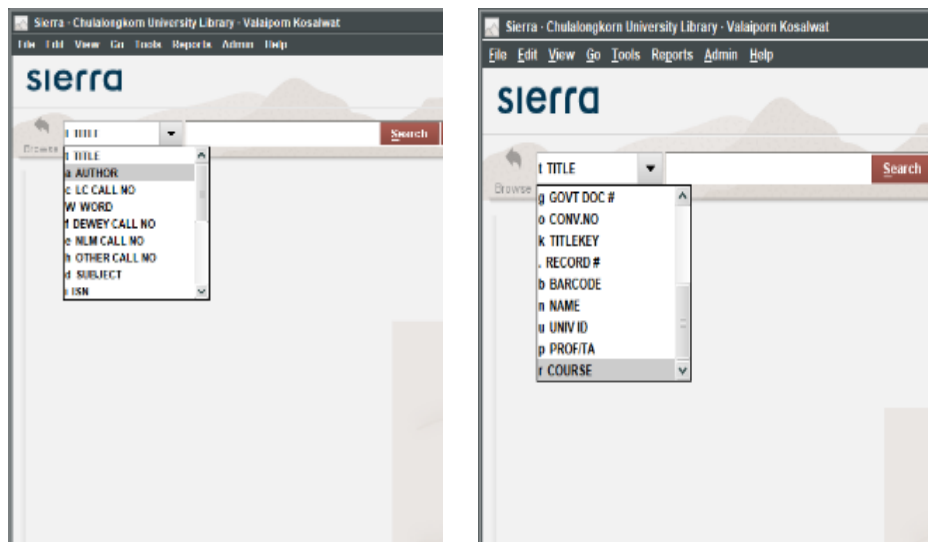 Sierra · Chulalongkorn University Library · Valaiporn Kosalwat
File Edit View Go Tools Reports Admin Help
sierra
t TITLE
Search
Browse
t TITLE
a AUTHOR
c LC CALL NO
W WORD
f DEWEY CALL NO
e NLM CALL NO
h OTHER CALL NO
d SUBJECT
i ISN
Sierra · Chulalongkorn University Library · Valaiporn Kosalwat
File Edit View Go Tools Reports Admin Help
sierra
t TITLE
Search
Browse
g GOVT DOC #
o CONV.NO
k TITLEKEY
. RECORD #
b BARCODE
n NAME
u UNIV ID
p PROF/TA
r COURSE